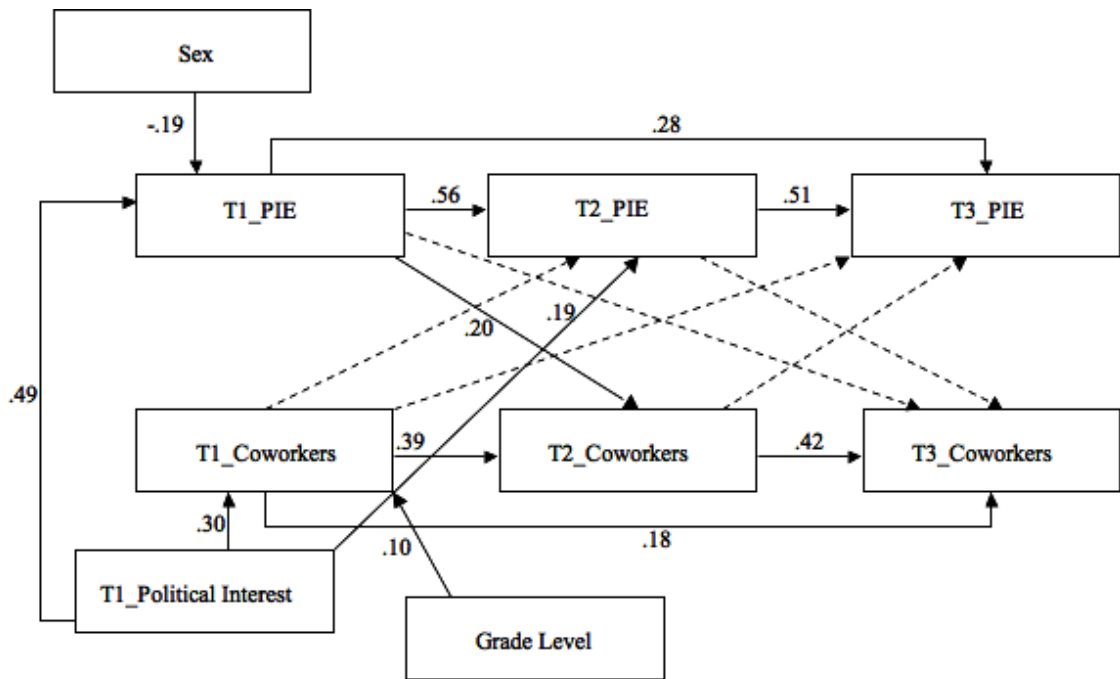 Sex
-.19
.28
T1_PIE
.56
T2_PIE
.51
T3_PIE
.20
.19
.49
T1_Coworkers
.39
T2_Coworkers
.42
T3_Coworkers
.30
.10
.18
T1_Political Interest
Grade Level